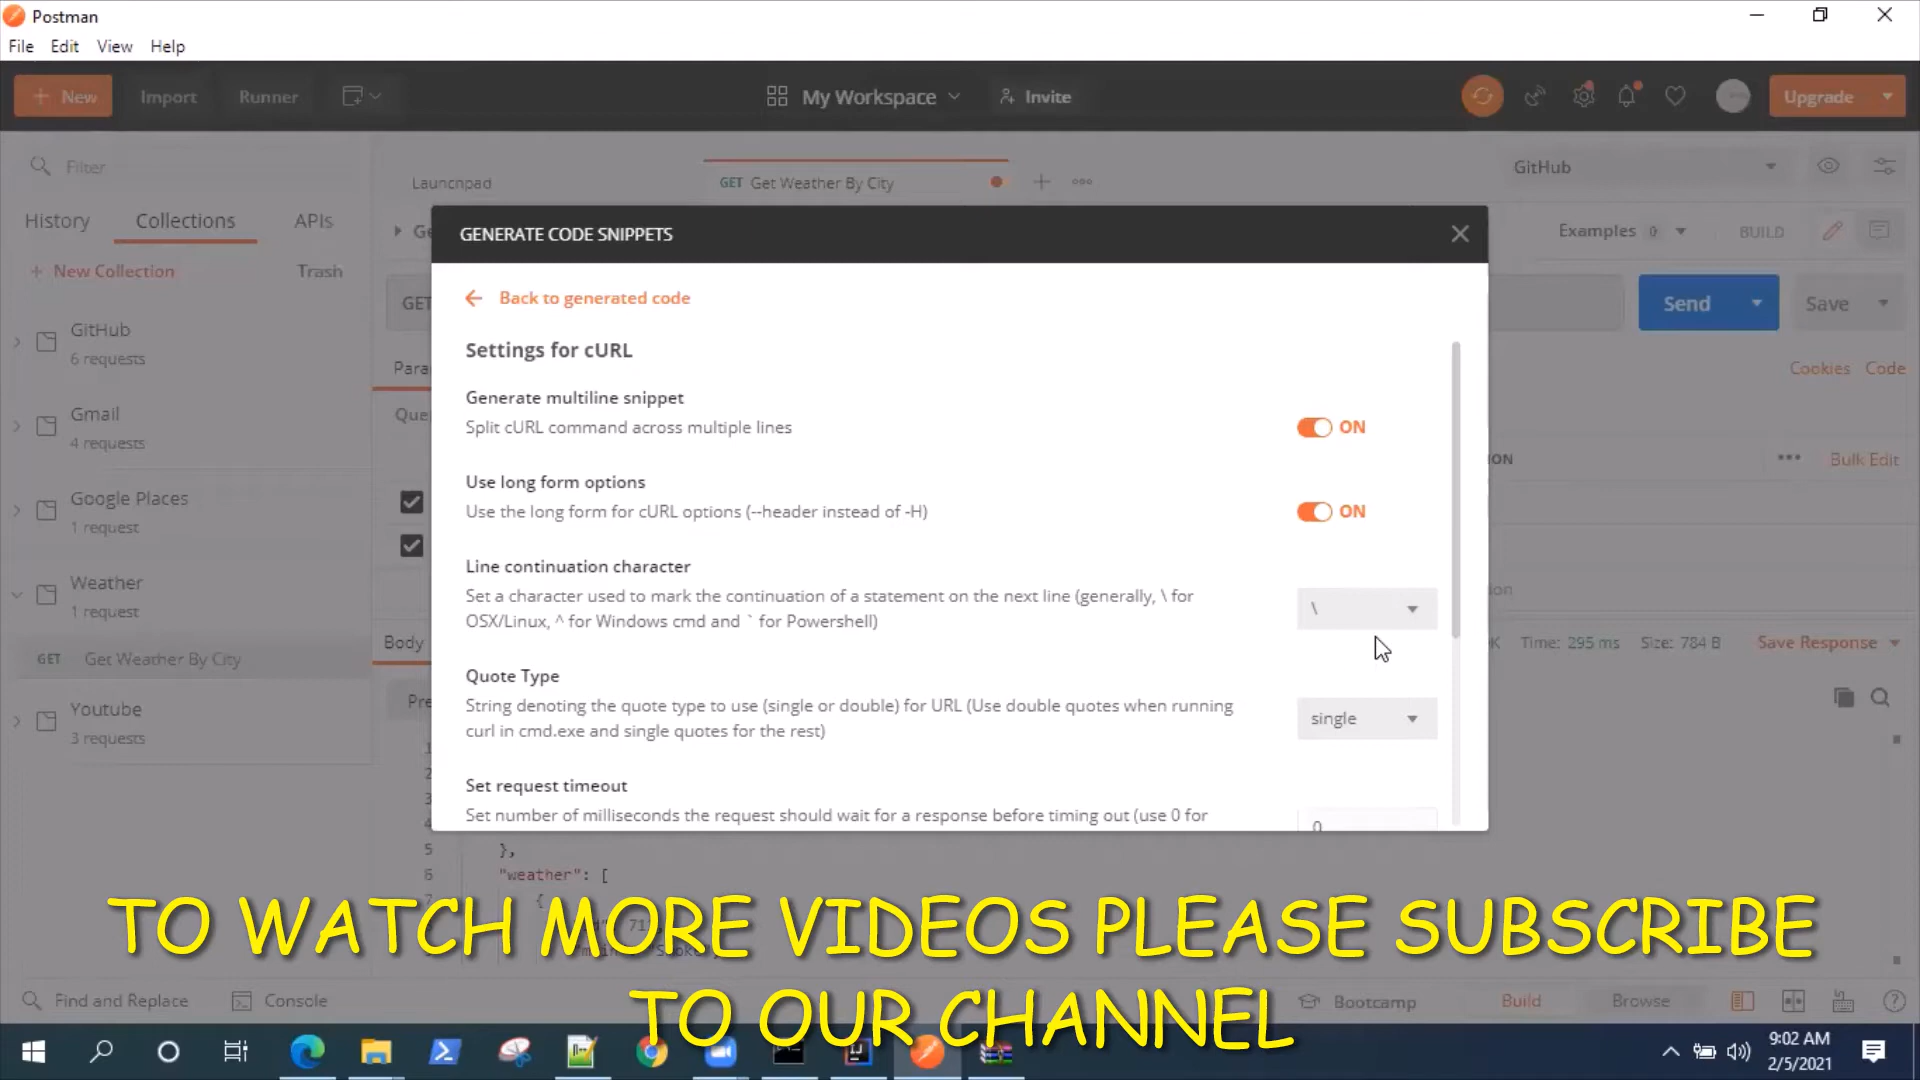 Postman
File Edit View Help
New Import Runner My Workspace Invite Upgrade
Filter GitHub
Launchpad GET Get Weather By City
History Collections APIs
Examples 0 BUILD
GENERATE CODE SNIPPETS
New Collection Trash
Back to generated code
Send Save
GitHub
6 requests
Settings for cURL
Cookies Code
Generate multiline snippet
Split cURL command across multiple lines ON
Gmail
4 requests
Bulk Edit
Use long form options
Use the long form for cURL options (--header instead of -H) ON
Google Places
1 request
Line continuation character
Set a character used to mark the continuation of a statement on the next line (generally, \ for
OSX/Linux, ^ for Windows cmd and ` for Powershell)
\
Weather
1 request
GET Get Weather By City
Body
Time: 295 ms Size: 784 B Save Response
Quote Type
String denoting the quote type to use (single or double) for URL (Use double quotes when running
curl in cmd.exe and single quotes for the rest)
single
Youtube
3 requests
Set request timeout
Set number of milliseconds the request should wait for a response before timing out (use 0 for
0
5 },
6 "weather": [
TO WATCH MORE VIDEOS PLEASE SUBSCRIBE
TO OUR CHANNEL
Find and Replace Console Bootcamp Build Browse
9:02 AM
2/5/2021